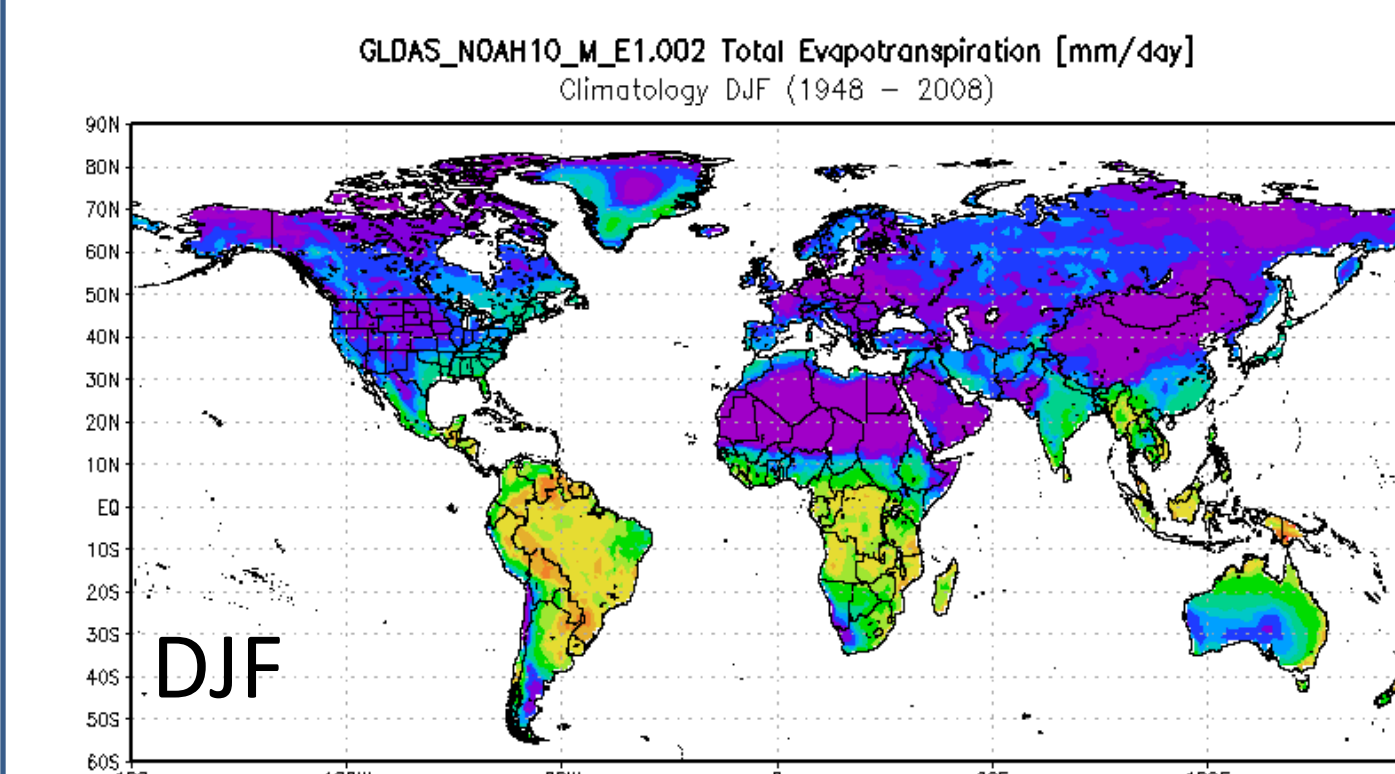 GLDAS_NOAH10_M_E1.002 Total Evapotranspiration [mm/day]
Climatology DJF (1948 – 2008)
90N
80N
70N
60N
50N
40N
30N
20N
10N
EQ
10S
20S
30S
DJF
40S
50S
60S